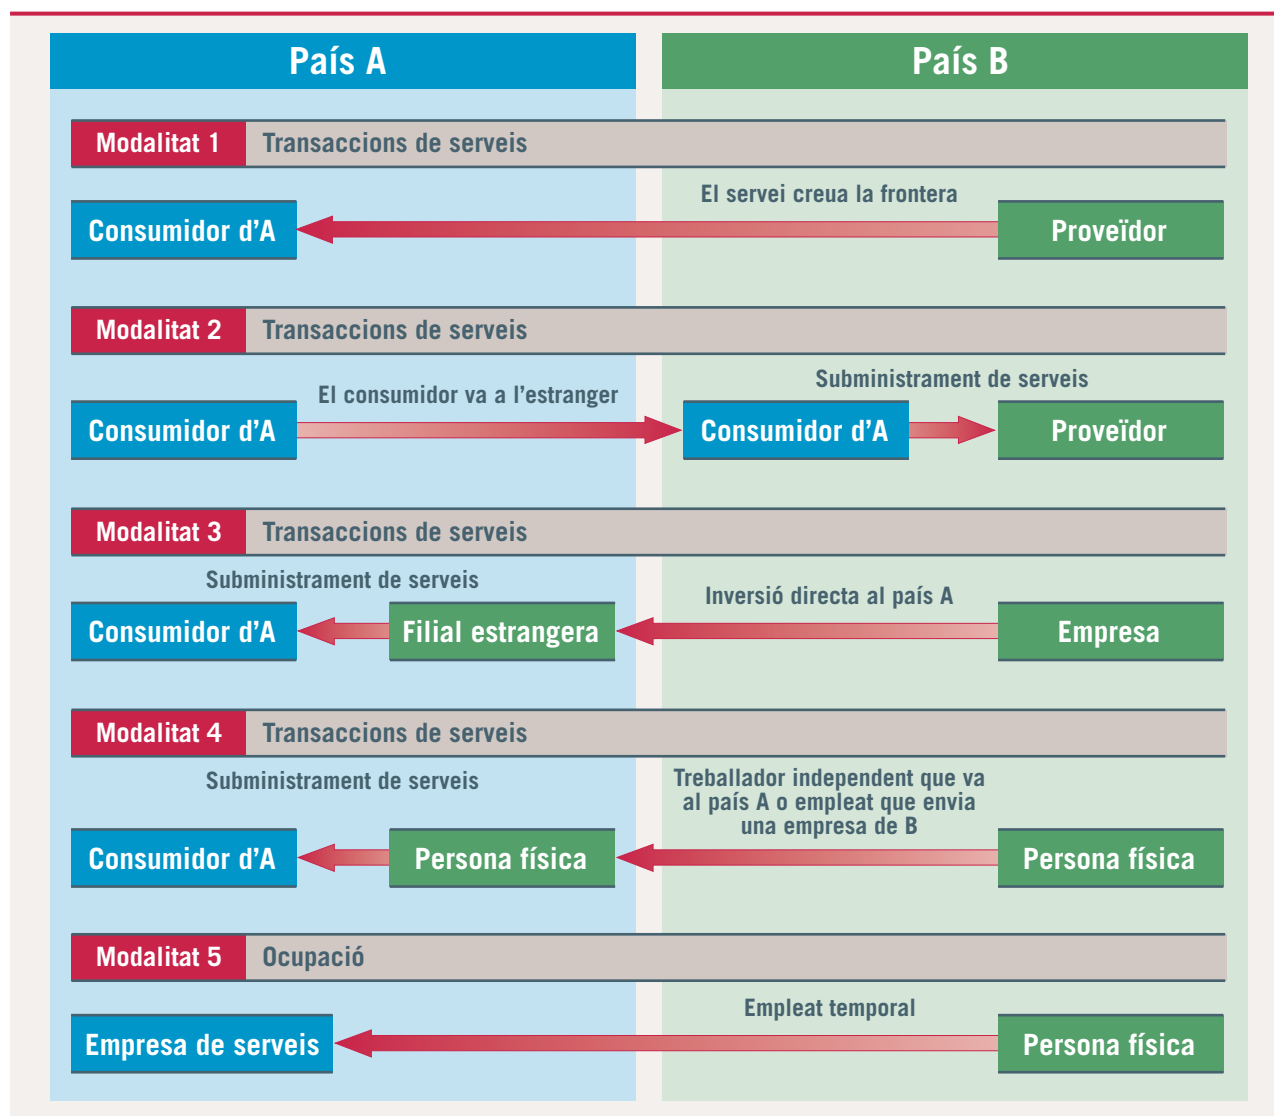 País A
País B
Modalitat 1
Transaccions de serveis
El servei creua la frontera
Consumidor d'A
Proveïdor
Modalitat 2
Transaccions de serveis
Subministrament de serveis
El consumidor va a l'estranger
Consumidor d'A
Consumidor d'A
Proveïdor
Modalitat 3
Transaccions de serveis
Subministrament de serveis
Inversió directa al país A
Consumidor d'A
Filial estrangera
Empresa
Modalitat 4
Transaccions de serveis
Subministrament de serveis
Treballador independent que va
al país A o empleat que envia
una empresa de B
Consumidor d'A
Persona física
Persona física
Modalitat 5
Ocupació
Empleat temporal
Empresa de serveis
Persona física